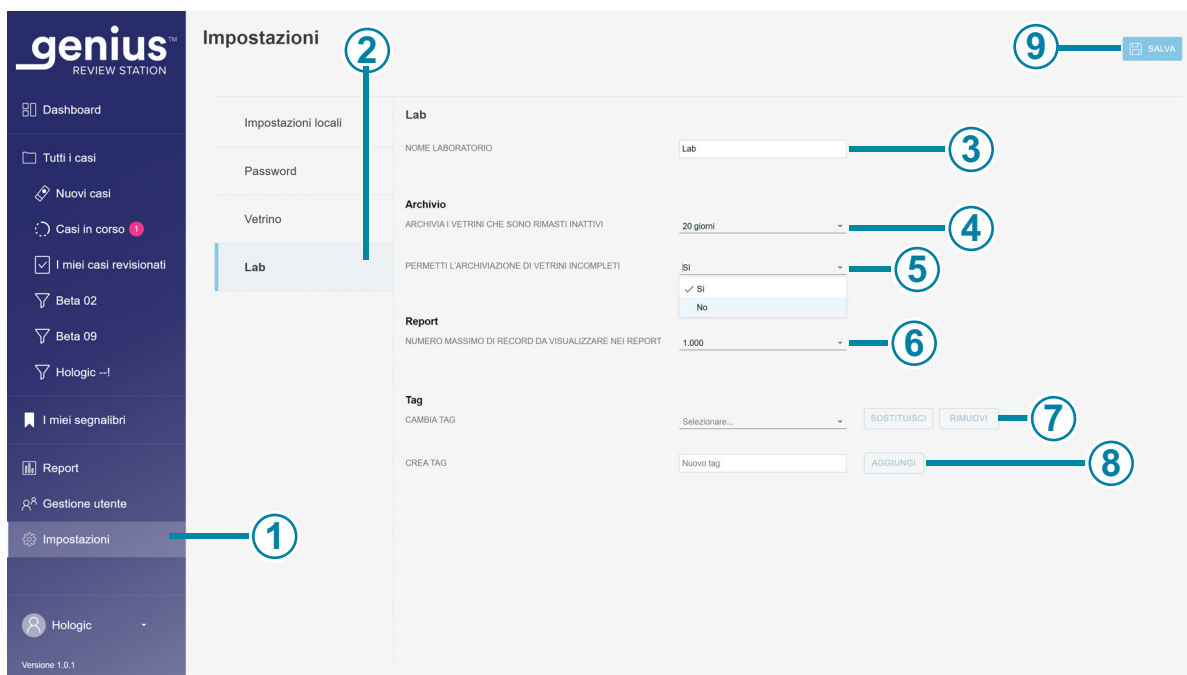 genius™
REVIEW STATION
Dashboard
Tutti i casi
Nuovi casi
Casi in corso 1
I miei casi revisionati
Beta 02
Beta 09
Hologic --!
I miei segnalibri
Report
Gestione utente
Impostazioni
Hologic
Versione 1.0.1
Impostazioni
SALVA
Impostazioni locali
Password
Vetrino
Lab
Lab
NOME LABORATORIO Lab
Archivio
ARCHIVIA I VETRINI CHE SONO RIMASTI INATTIVI 20 giorni
PERMETTI L'ARCHIVIAZIONE DI VETRINI INCOMPLETI Si
Si
No
Report
NUMERO MASSIMO DI RECORD DA VISUALIZZARE NEI REPORT 1.000
Tag
CAMBIA TAG Selezionare... SOSTITUISCI RIMUOVI
CREA TAG Nuovo tag AGGIUNGI
1
2
3
4
5
6
7
8
9